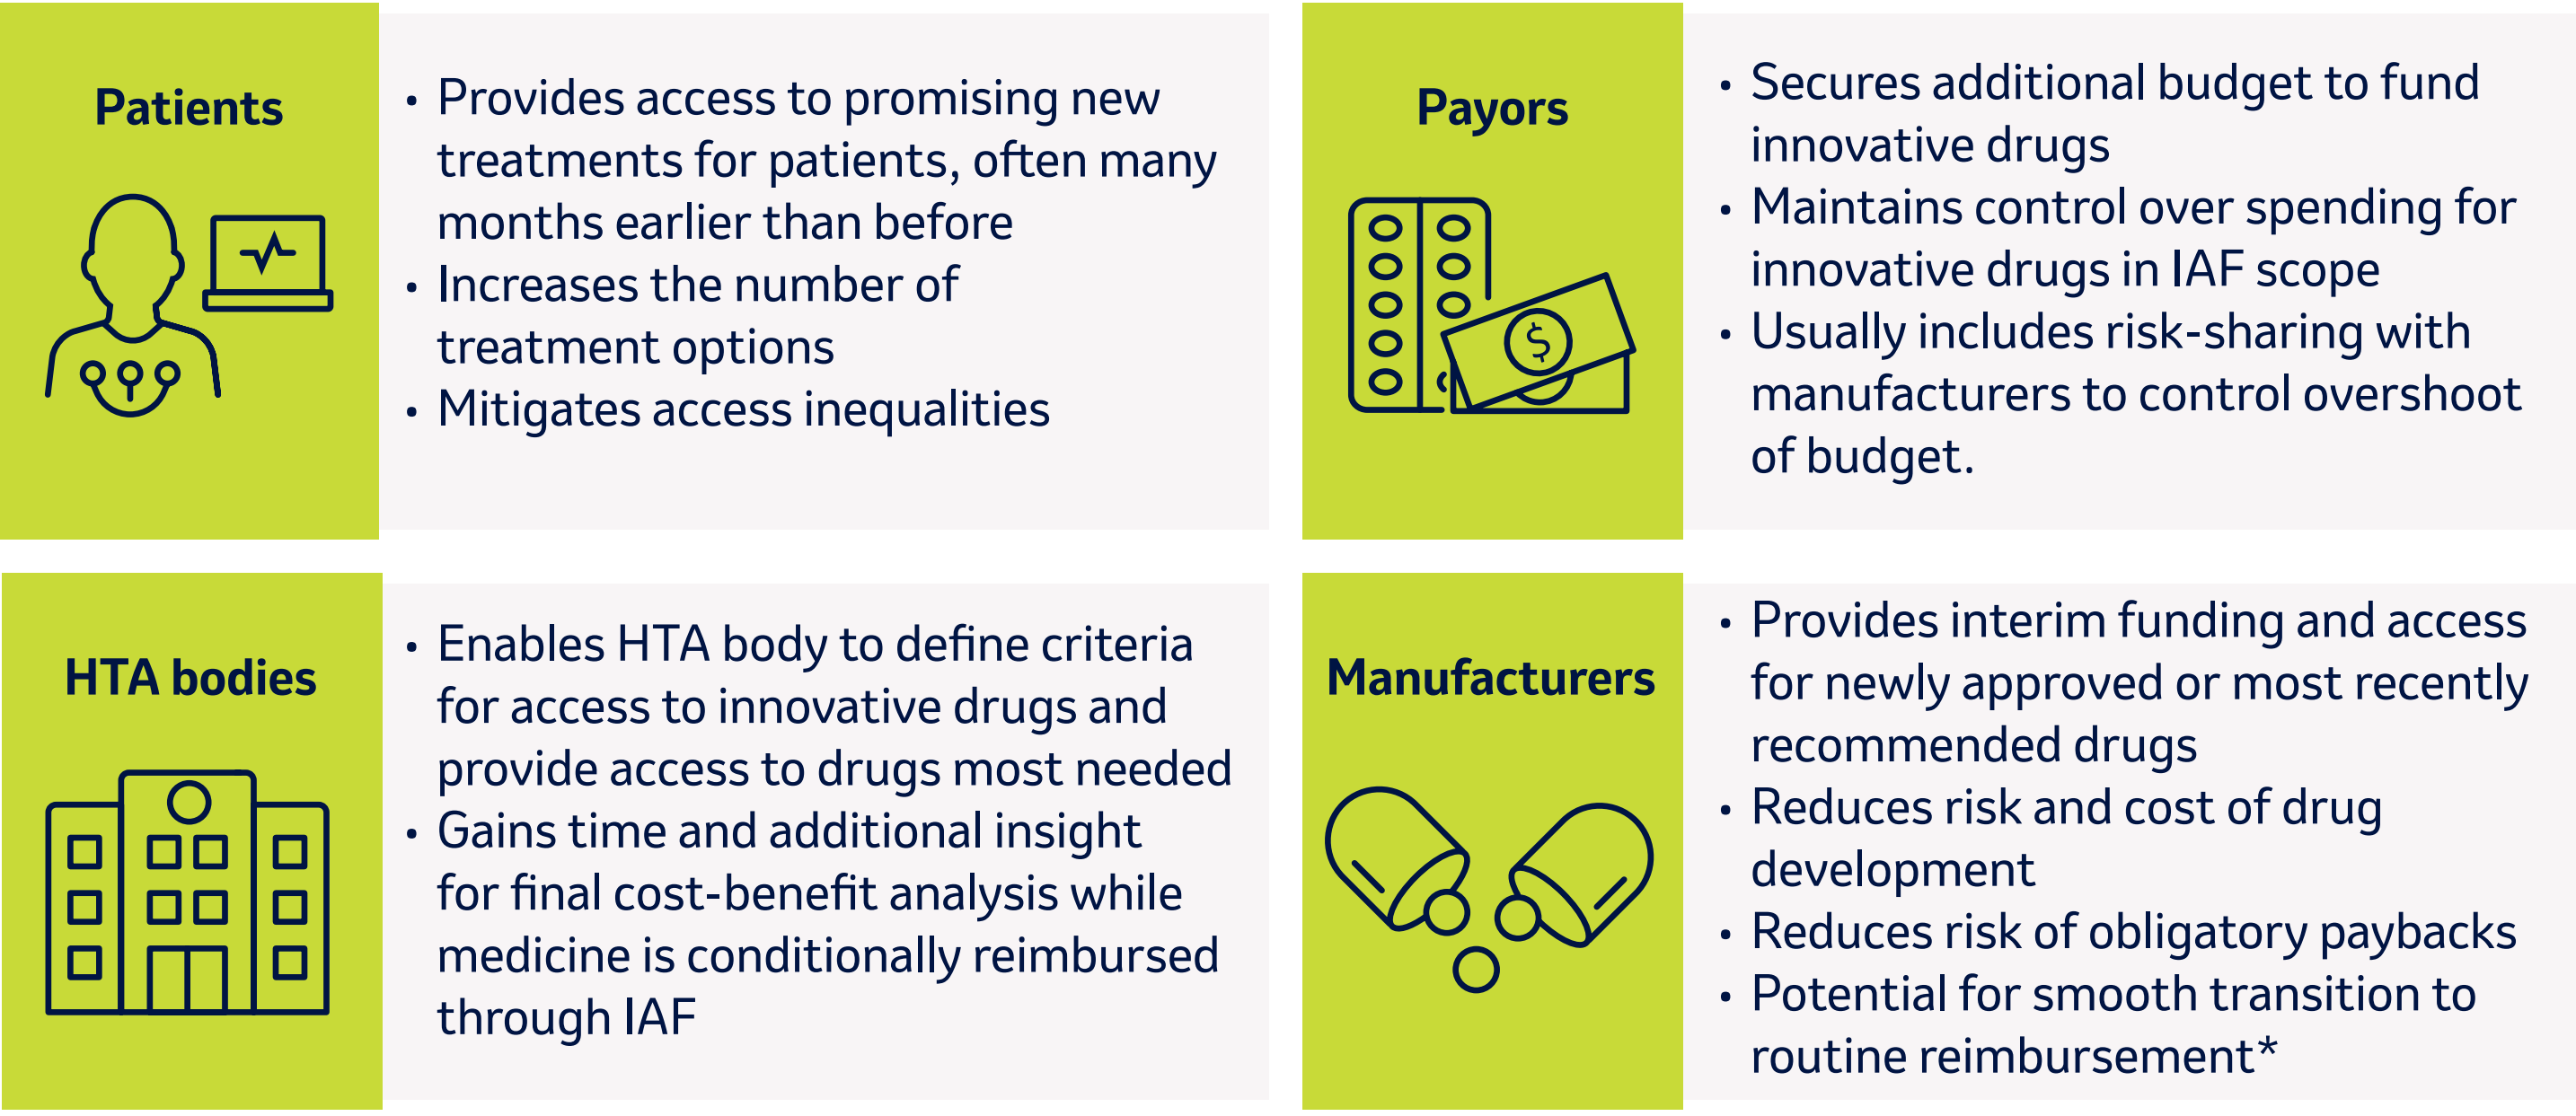 Patients
• Provides access to promising new
treatments for patients, often many
months earlier than before
• Increases the number of
treatment options
• Mitigates access inequalities
Payors
$
• Secures additional budget to fund
innovative drugs
• Maintains control over spending for
innovative drugs in IAF scope
• Usually includes risk-sharing with
manufacturers to control overshoot
of budget.
HTA bodies
• Enables HTA body to define criteria
for access to innovative drugs and
provide access to drugs most needed
• Gains time and additional insight
for final cost-benefit analysis while
medicine is conditionally reimbursed
through IAF
Manufacturers
• Provides interim funding and access
for newly approved or most recently
recommended drugs
• Reduces risk and cost of drug
development
• Reduces risk of obligatory paybacks
• Potential for smooth transition to
routine reimbursement*